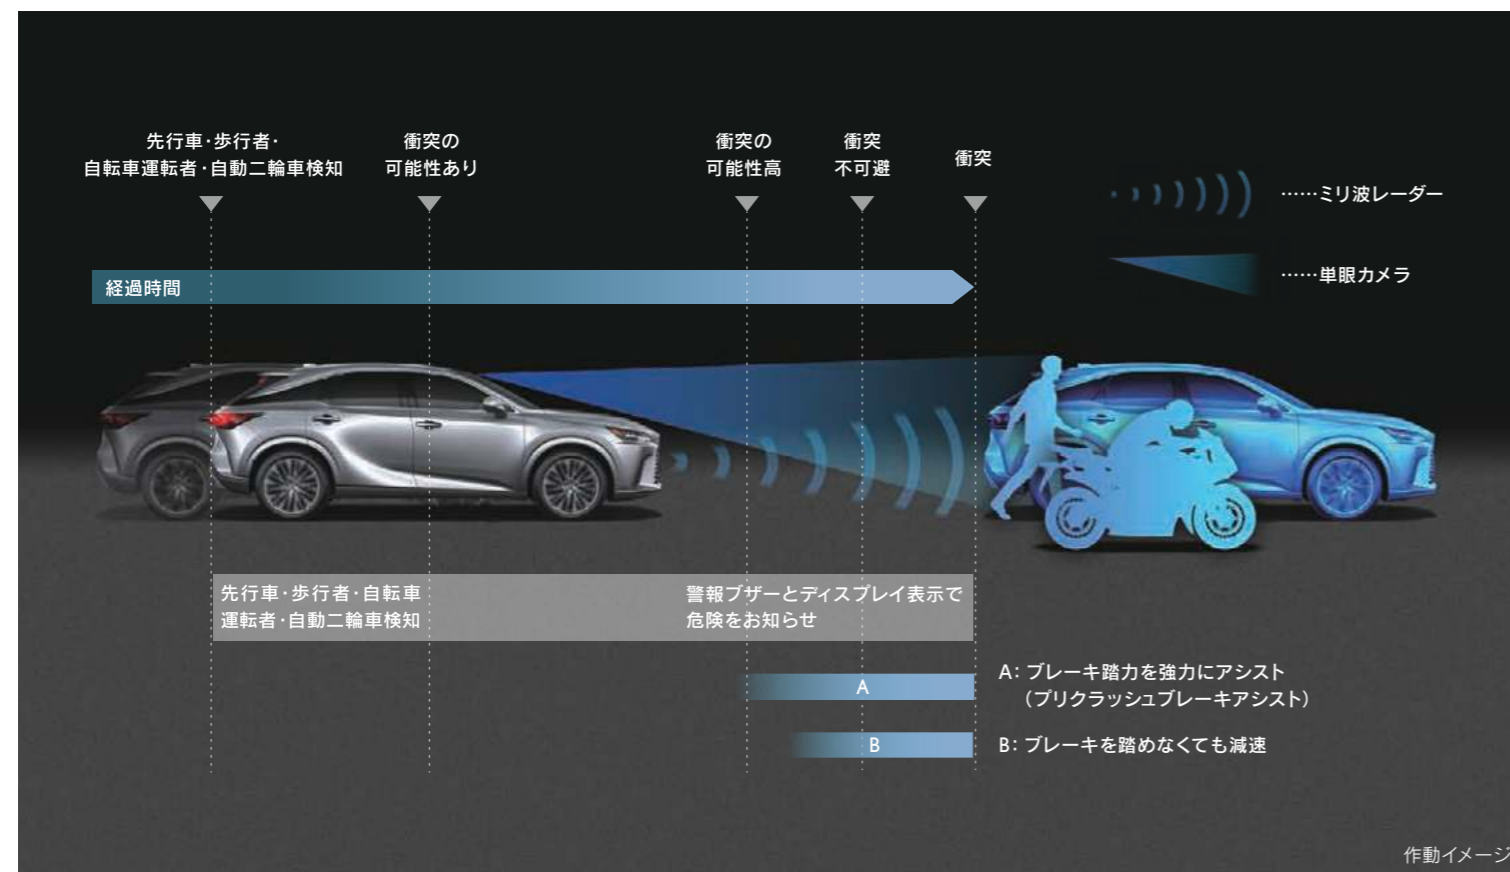 先行車・歩行者・
自転車運転者・自動二輪車検知
衝突の
可能性あり
衝突の
可能性高
衝突
不可避
衝突
……ミリ波レーダー
……単眼カメラ
経過時間
先行車・歩行者・自転車
運転者・自動二輪車検知
警報ブザーとディスプレイ表示で
危険をお知らせ
A
A：ブレーキ踏力を強力にアシスト
（プリクラッシュブレーキアシスト）
B
B：ブレーキを踏めなくても減速
作動イメージ